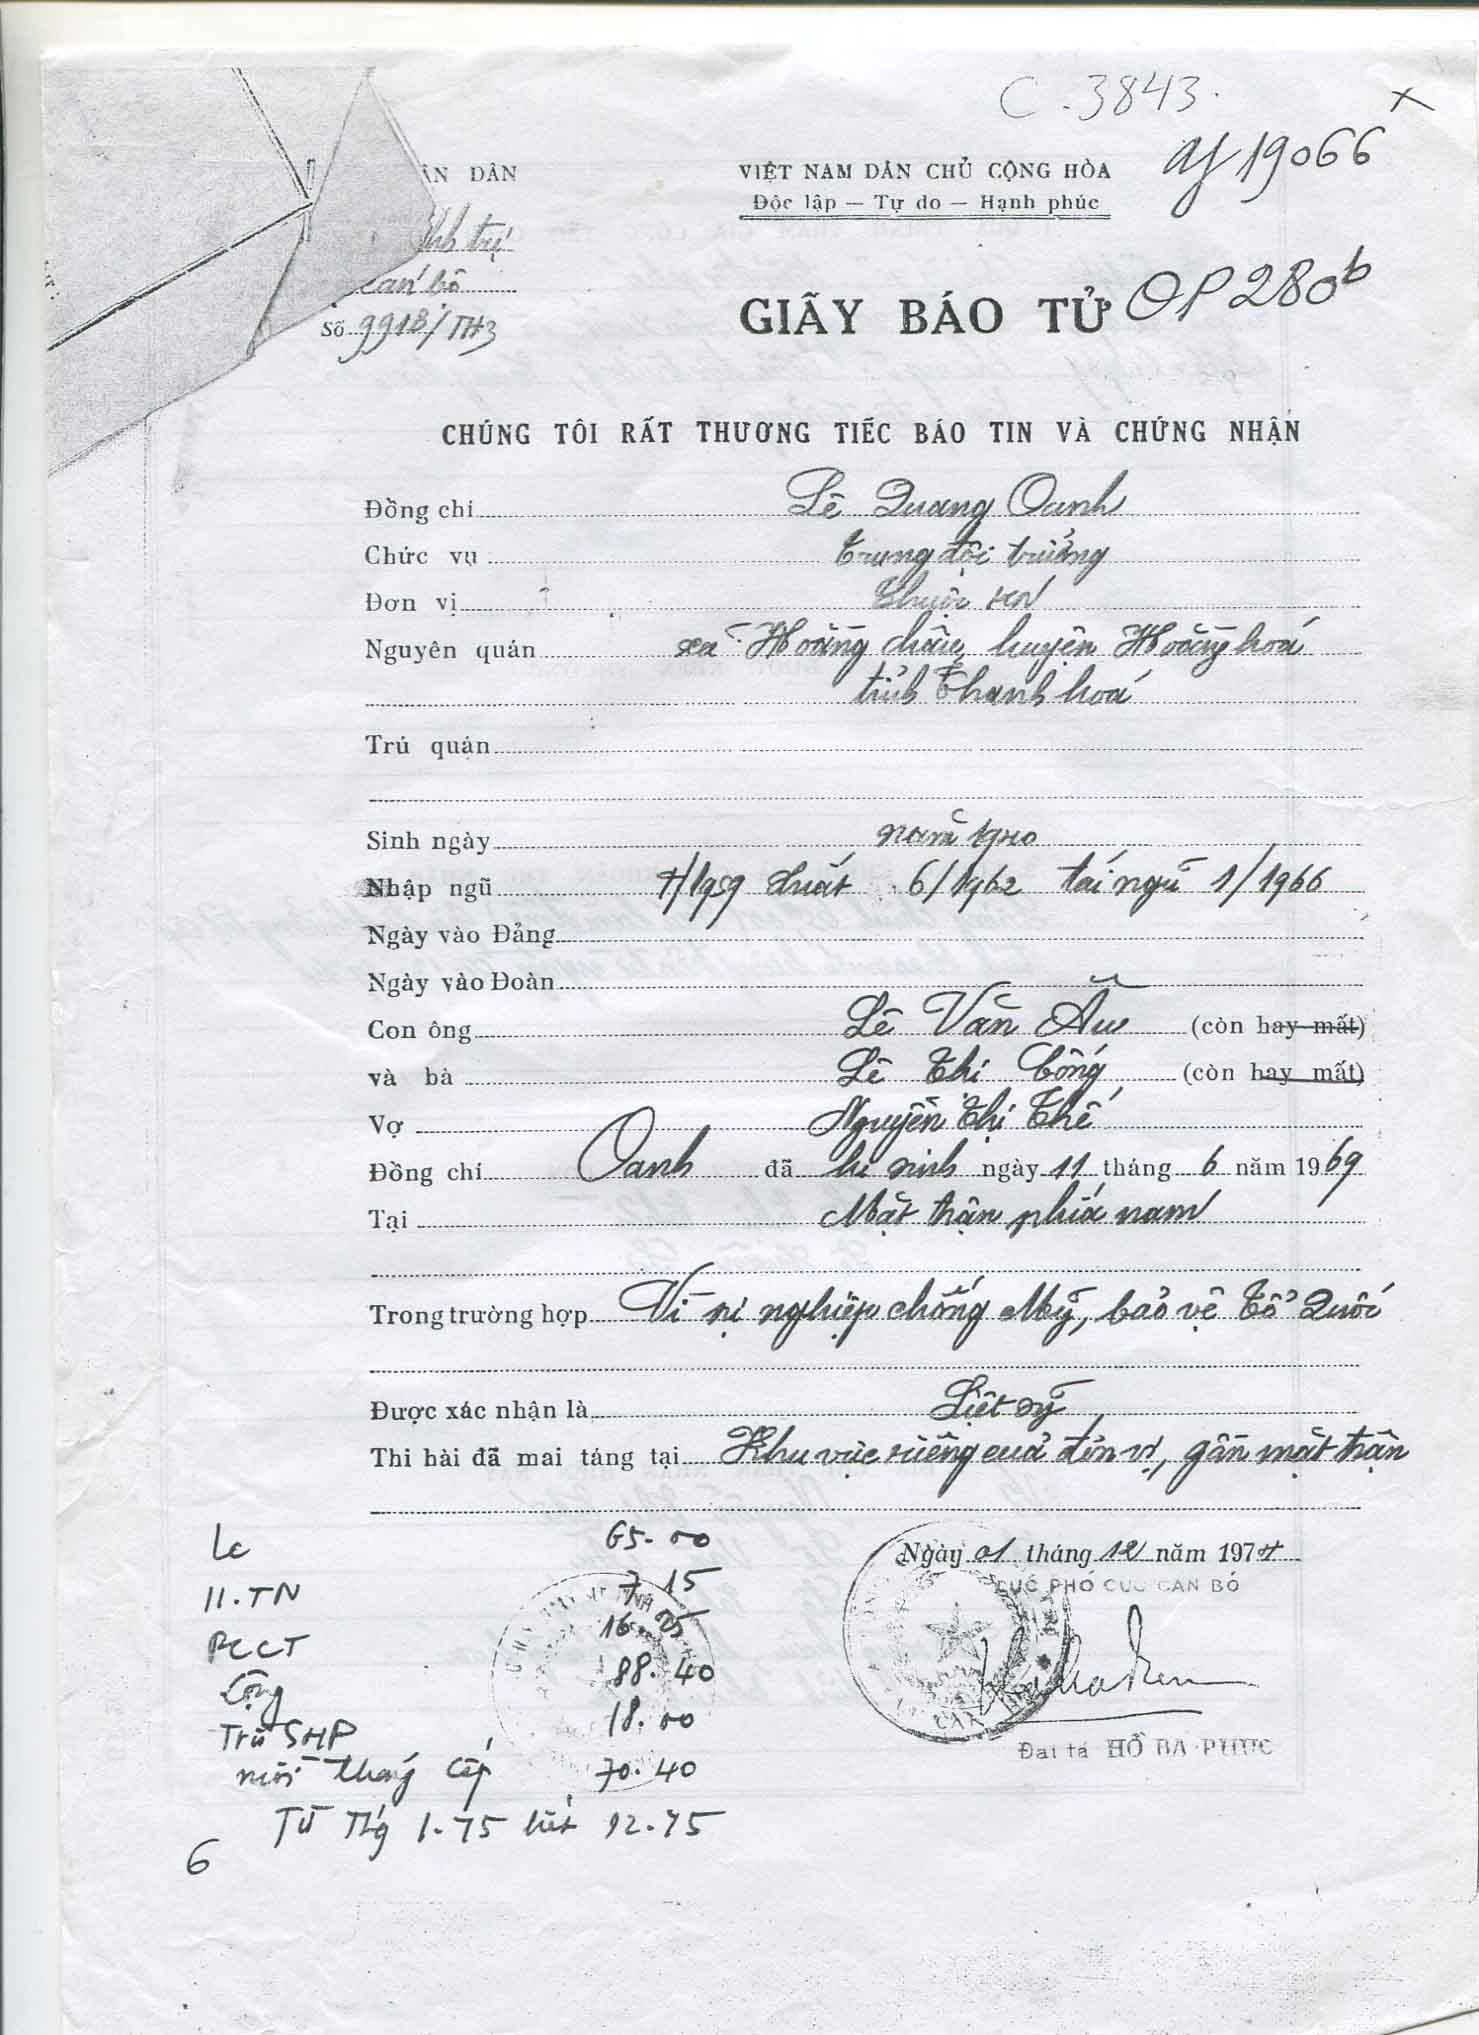 C. 3843.
19066
ÂN DÂN
VIỆT NAM DÂN CHỦ CỘNG HÒA
Độc lập — Tự do — Hạnh phúc
cán bộ
Số 991B/TH3
GIẤY BÁO TỬ
OP 280b
CHÚNG TÔI RẤT THƯƠNG TIẾC BÁO TIN VÀ CHỨNG NHẬN
Đồng chí Lê Quang Oanh
Chức vụ trung đội trưởng
Đơn vị thuộc KN
Nguyên quán xã Hoằng châu, huyện Hoằng hoá
tỉnh Thanh hoá
Trú quán
Sinh ngày năm 1940
Nhập ngũ 4/1959 xuất 6/1962 tái ngũ 1/1966
Ngày vào Đảng
Ngày vào Đoàn
Con ông Lê Văn Ẫu (còn hay mất)
và bà Lê Thị Cống (còn hay mất)
Vợ Nguyễn Thị Thế
Đồng chí Oanh đã hi sinh ngày 11 tháng 6 năm 1969
Tại Mặt trận phía nam
Trong trường hợp Vì sự nghiệp chống Mỹ, bảo vệ Tổ Quốc
Được xác nhận là Liệt sỹ
Thi hài đã mai táng tại Khu vực riêng của đơn vị, gần mặt trận
Ngày 01 tháng 12 năm 1974
CỤC PHÓ CỤC CÁN BỘ
Đại tá HỒ BÁ PHÚC
Lc 65.00
11.TN 7.15
PCCT 16.25
Cộng 88.40
Trừ SHP 18.00
mỗi tháng cấp 70.40
Từ Tṕg 1-75 hết 12-75
6